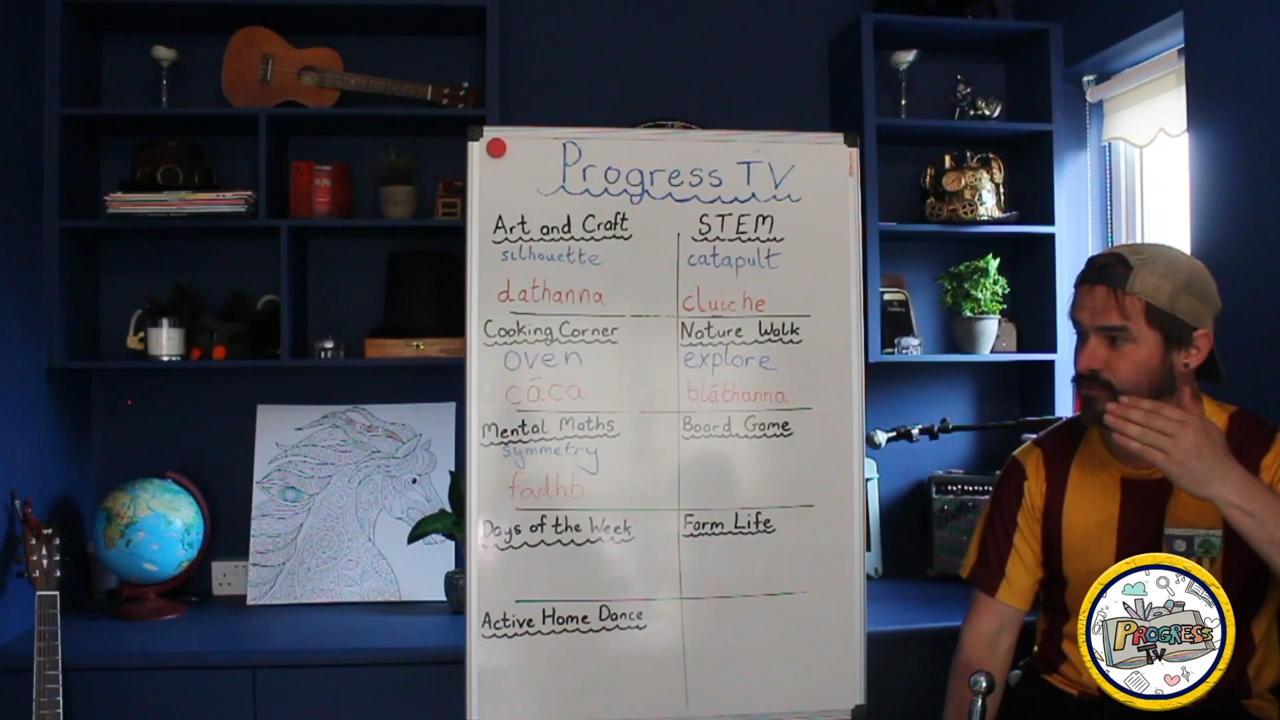 Progress TV
Art and Craft
silhouette
dathanna
STEM
catapult
cluiche
Cooking Corner
oven
cáca
Nature Walk
explore
bláthanna
Mental Maths
symmetry
fadhb
Board Game
Days of the Week
Farm Life
Active Home Dance
PROGRESS
TV